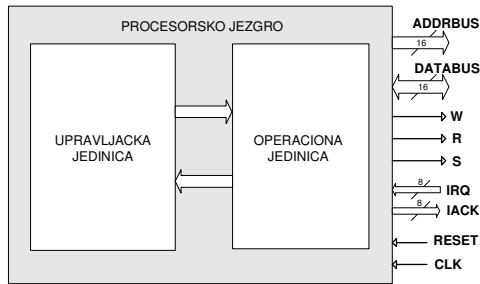 PROCESORSKO JEZGRO
UPRAVLJACKA
JEDINICA
OPERACIONA
JEDINICA
ADDRBUS
16
DATABUS
16
W
R
S
8
IRQ
8
IACK
RESET
CLK